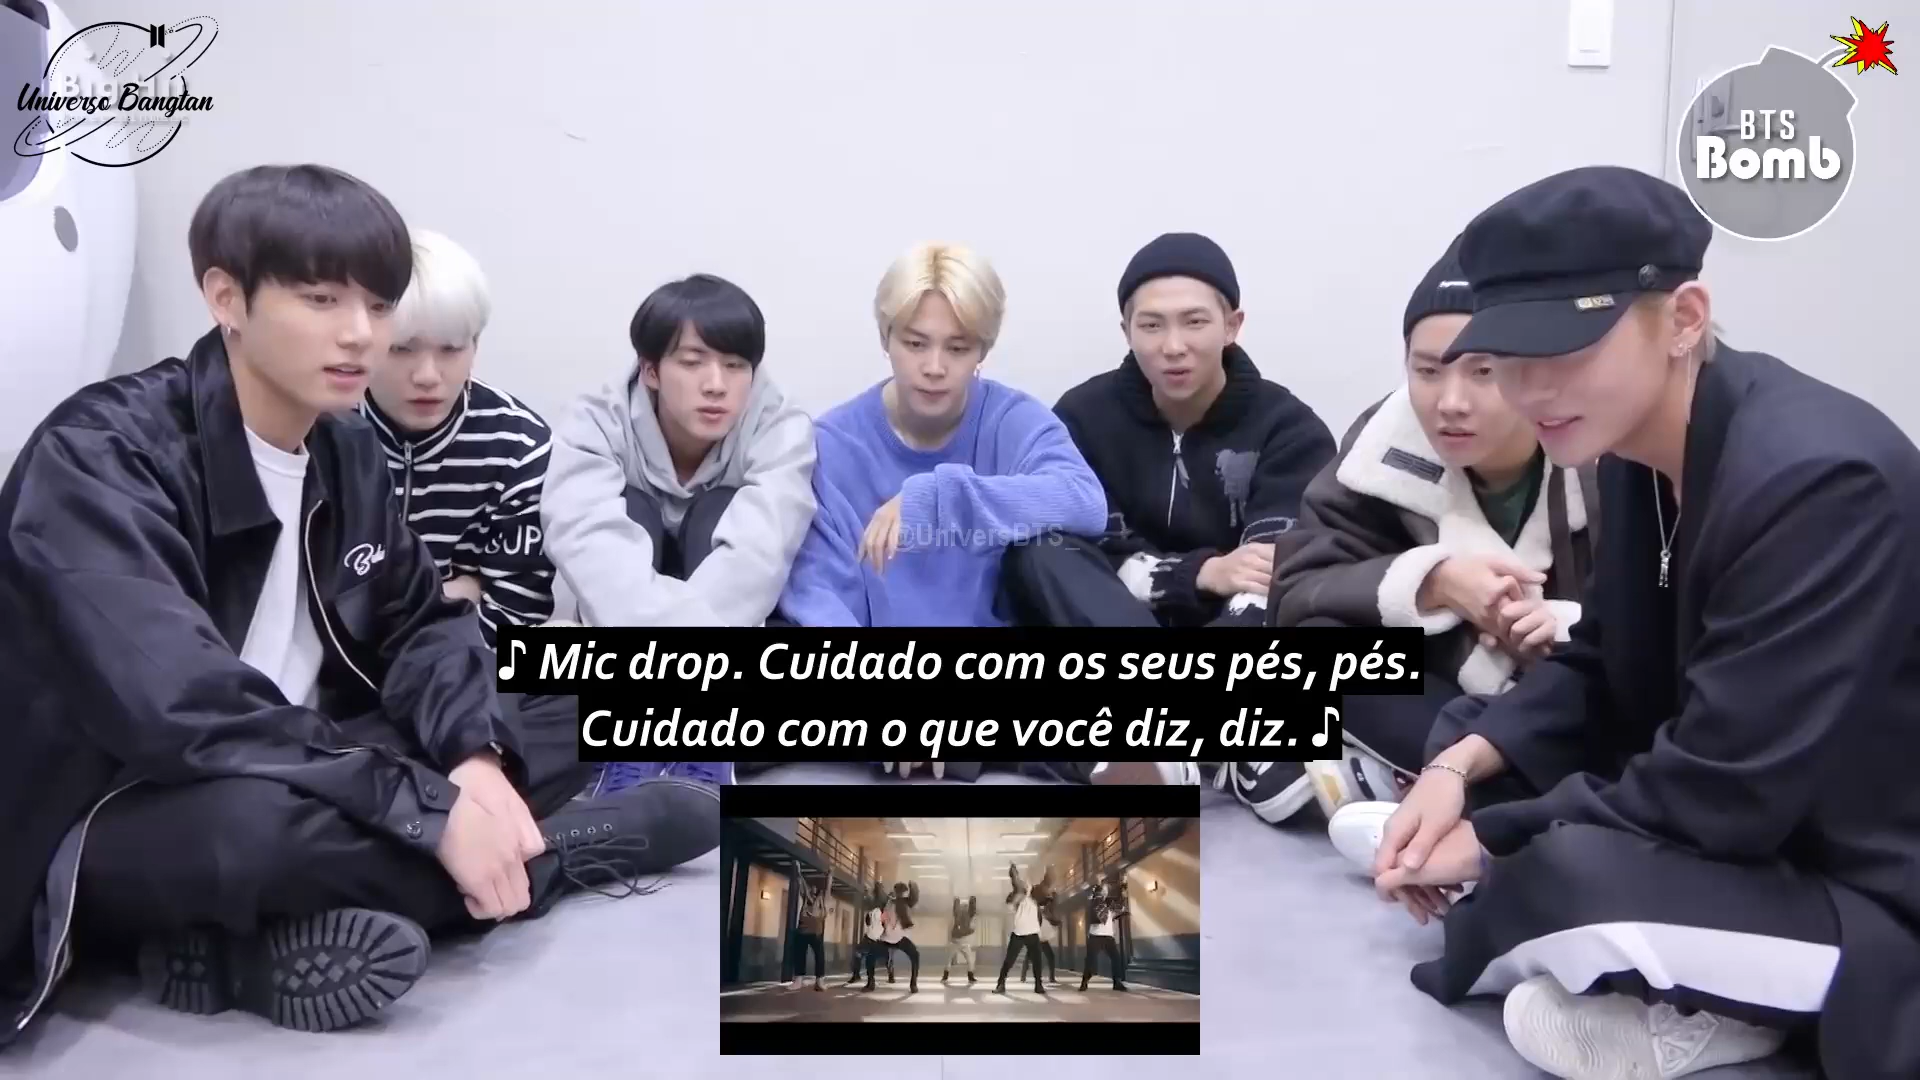 Universo Bangtan
BTS
Bomb
SUP
@UniversBTS_
♪ Mic drop. Cuidado com os seus pés, pés.
Cuidado com o que você diz, diz. ♪